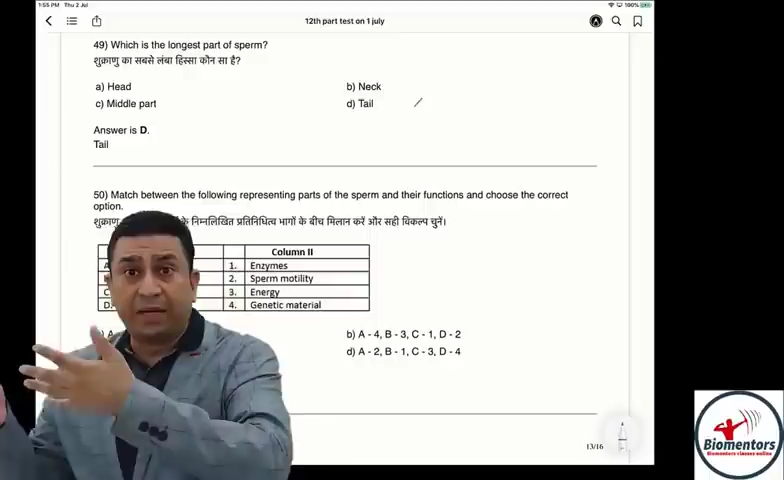 1:55 PM Thu 2 Jul
100%
12th part test on 1 july
49) Which is the longest part of sperm?
शुक्राणु का सबसे लंबा हिस्सा कौन सा है?
a) Head
b) Neck
c) Middle part
d) Tail
Answer is D.
Tail
50) Match between the following representing parts of the sperm and their functions and choose the correct
option.
शुक्राणु के निम्नलिखित प्रतिनिधित्व भागों के बीच मिलान करें और सही विकल्प चुनें।
Column II
1. Enzymes
2. Sperm motility
3. Energy
D. 4. Genetic material
b) A - 4, B - 3, C - 1, D - 2
d) A - 2, B - 1, C - 3, D - 4
13/16
Biomentors
Biomentors classes online